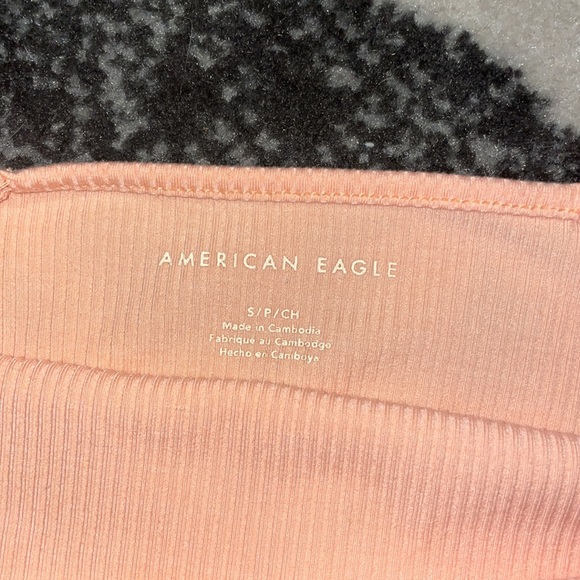 AMERICAN EAGLE
S/P/CH
Made in Cambodia
Fabriqué au Cambodge
Hecho en Camboya